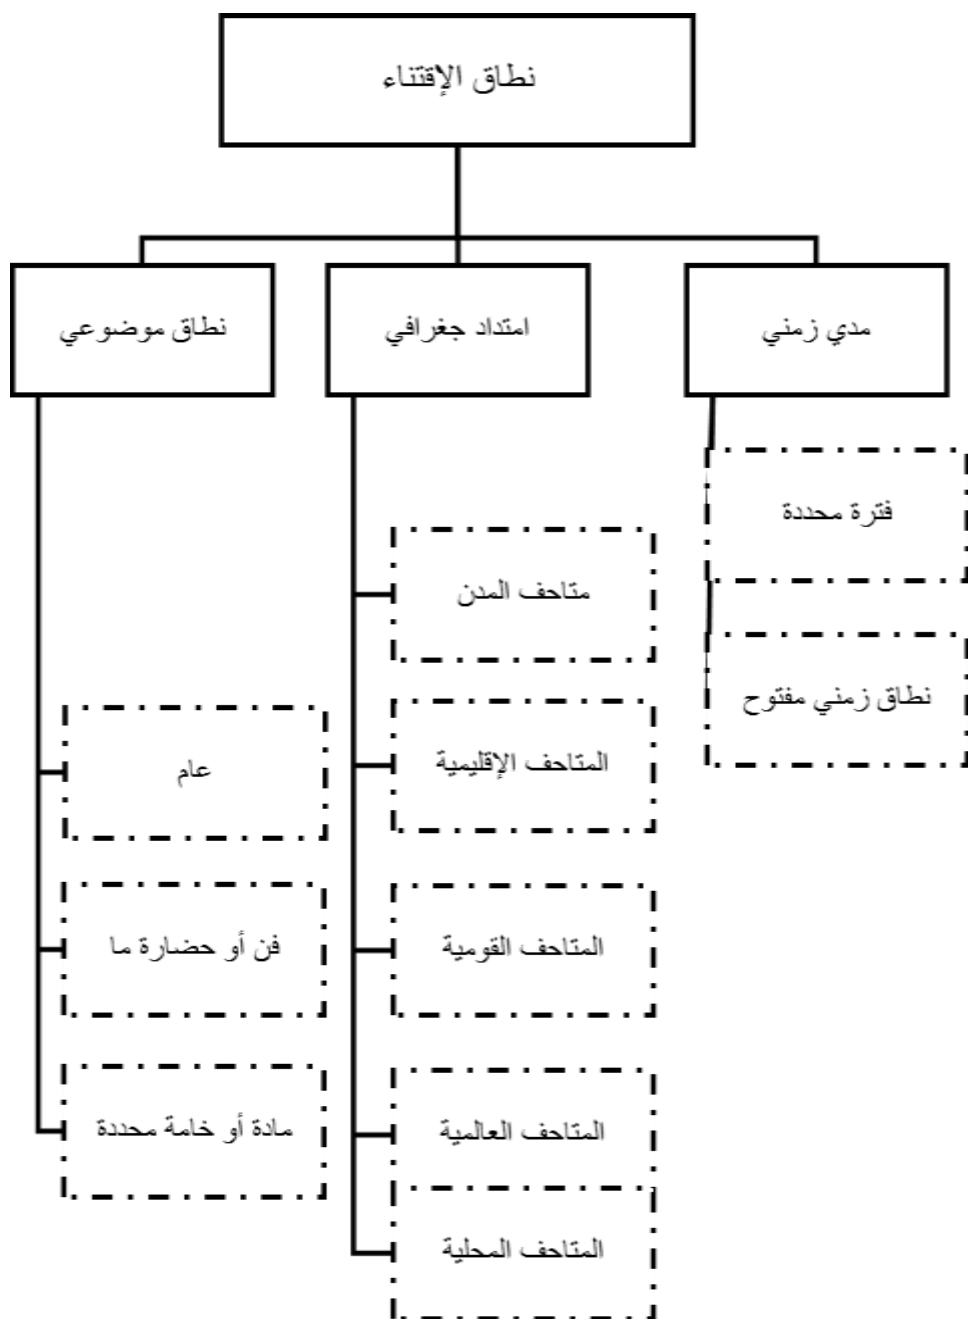 نطاق الإقتناء
مدي زمني
امتداد جغرافي
نطاق موضوعي
فترة محددة
نطاق زمني مفتوح
متاحف المدن
المتاحف الإقليمية
المتاحف القومية
المتاحف العالمية
المتاحف المحلية
عام
فن أو حضارة ما
مادة أو خامة محددة